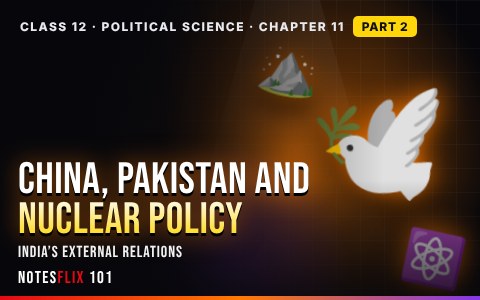 CLASS 12 · POLITICAL SCIENCE · CHAPTER 11 PART 2
CHINA, PAKISTAN AND
NUCLEAR POLICY
INDIA'S EXTERNAL RELATIONS
NOTESFLIX 101